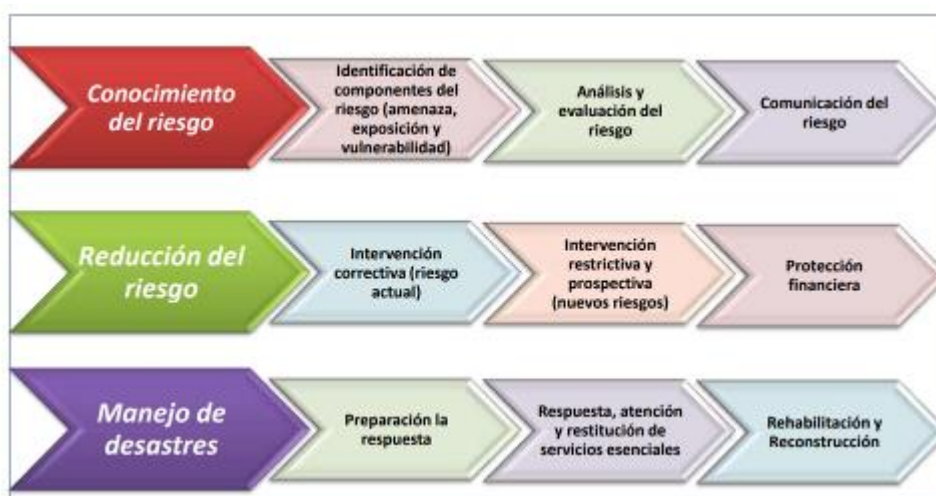 Conocimiento
del riesgo
Identificación de
componentes del
riesgo (amenaza,
exposición y
vulnerabilidad)
Análisis y
evaluación del
riesgo
Comunicación del
riesgo
Reducción del
riesgo
Intervención
correctiva (riesgo
actual)
Intervención
restrictiva y
prospectiva
(nuevos riesgos)
Protección
financiera
Manejo de
desastres
Preparación la
respuesta
Respuesta, atención
y restitución de
servicios esenciales
Rehabilitación y
Reconstrucción